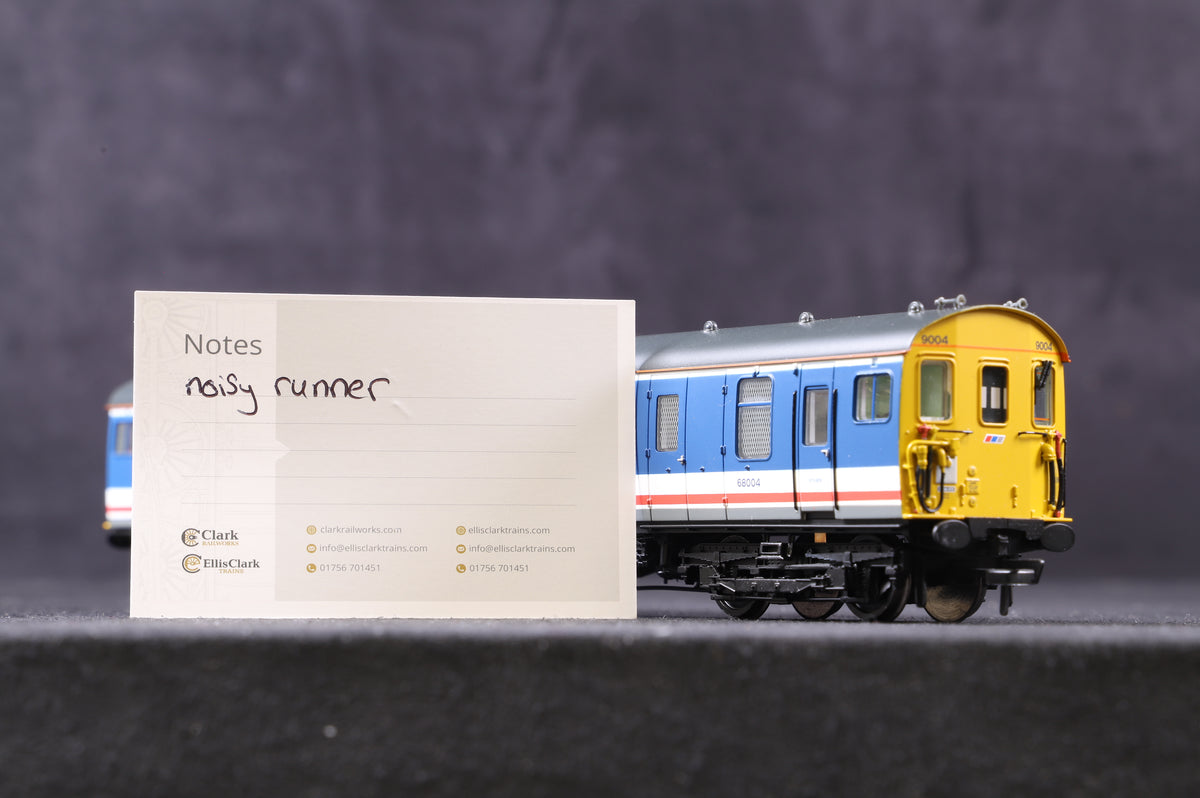 Notes
noisy runner
Clark
RAILWORKS
EllisClark
TRAINS
clarkrailworks.com
info@ellisclarktrains.com
01756 701451
ellisclarktrains.com
info@ellisclarktrains.com
01756 701451
68004
9004
9004